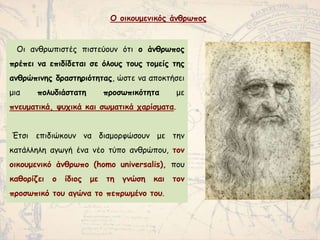 Ο οικουμενικός άνθρωπος
Οι ανθρωπιστές πιστεύουν ότι ο άνθρωπος
πρέπει να επιδίδεται σε όλους τους τομείς της
ανθρώπινης δραστηριότητας, ώστε να αποκτήσει
μια πολυδιάστατη προσωπικότητα με
πνευματικά, ψυχικά και σωματικά χαρίσματα.
Έτσι επιδιώκουν να διαμορφώσουν με την
κατάλληλη αγωγή ένα νέο τύπο ανθρώπου, τον
οικουμενικό άνθρωπο (homo universalis), που
καθορίζει ο ίδιος με τη γνώση και τον
προσωπικό του αγώνα το πεπρωμένο του.